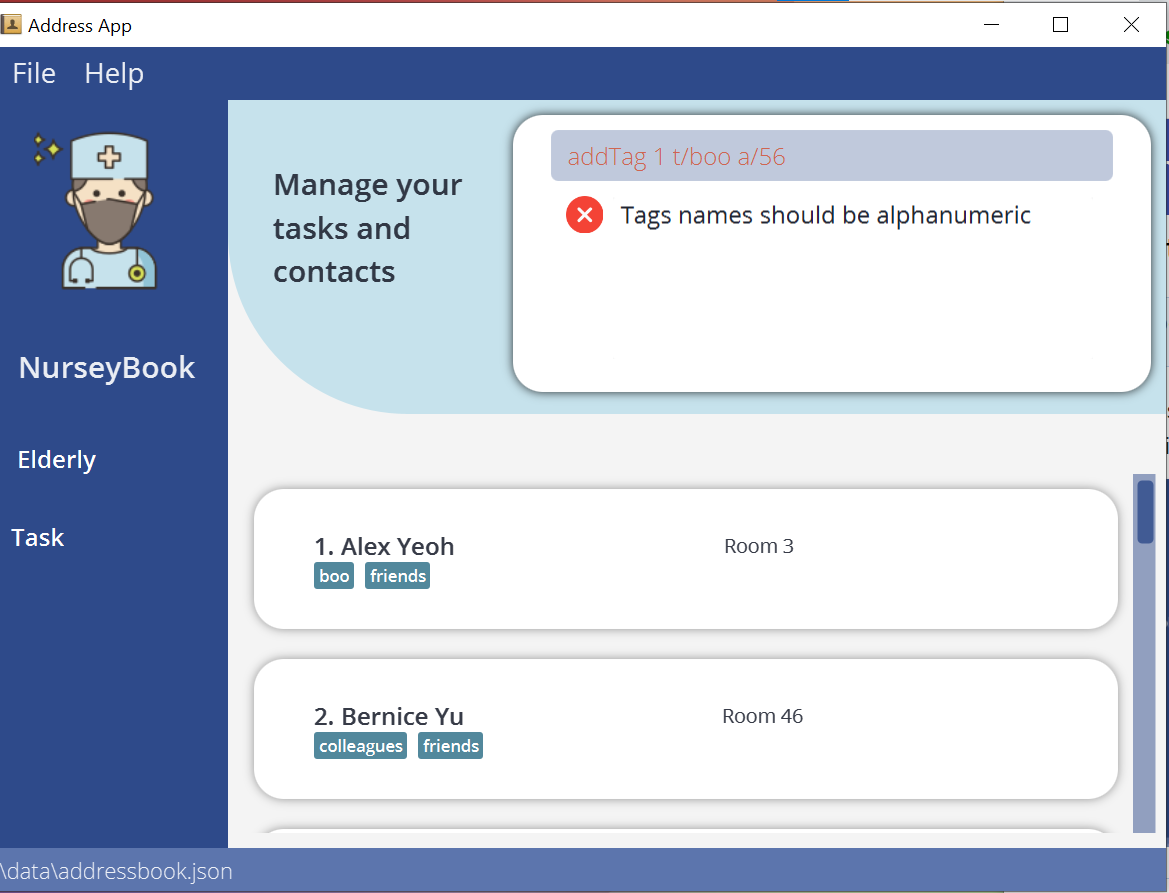 Address App
File Help
addTag 1 t/boo a/56
Tags names should be alphanumeric
Manage your
tasks and
contacts
NurseyBook
Elderly
Task
1. Alex Yeoh
Room 3
boo friends
2. Bernice Yu
Room 46
colleagues friends
\data\addressbook.json